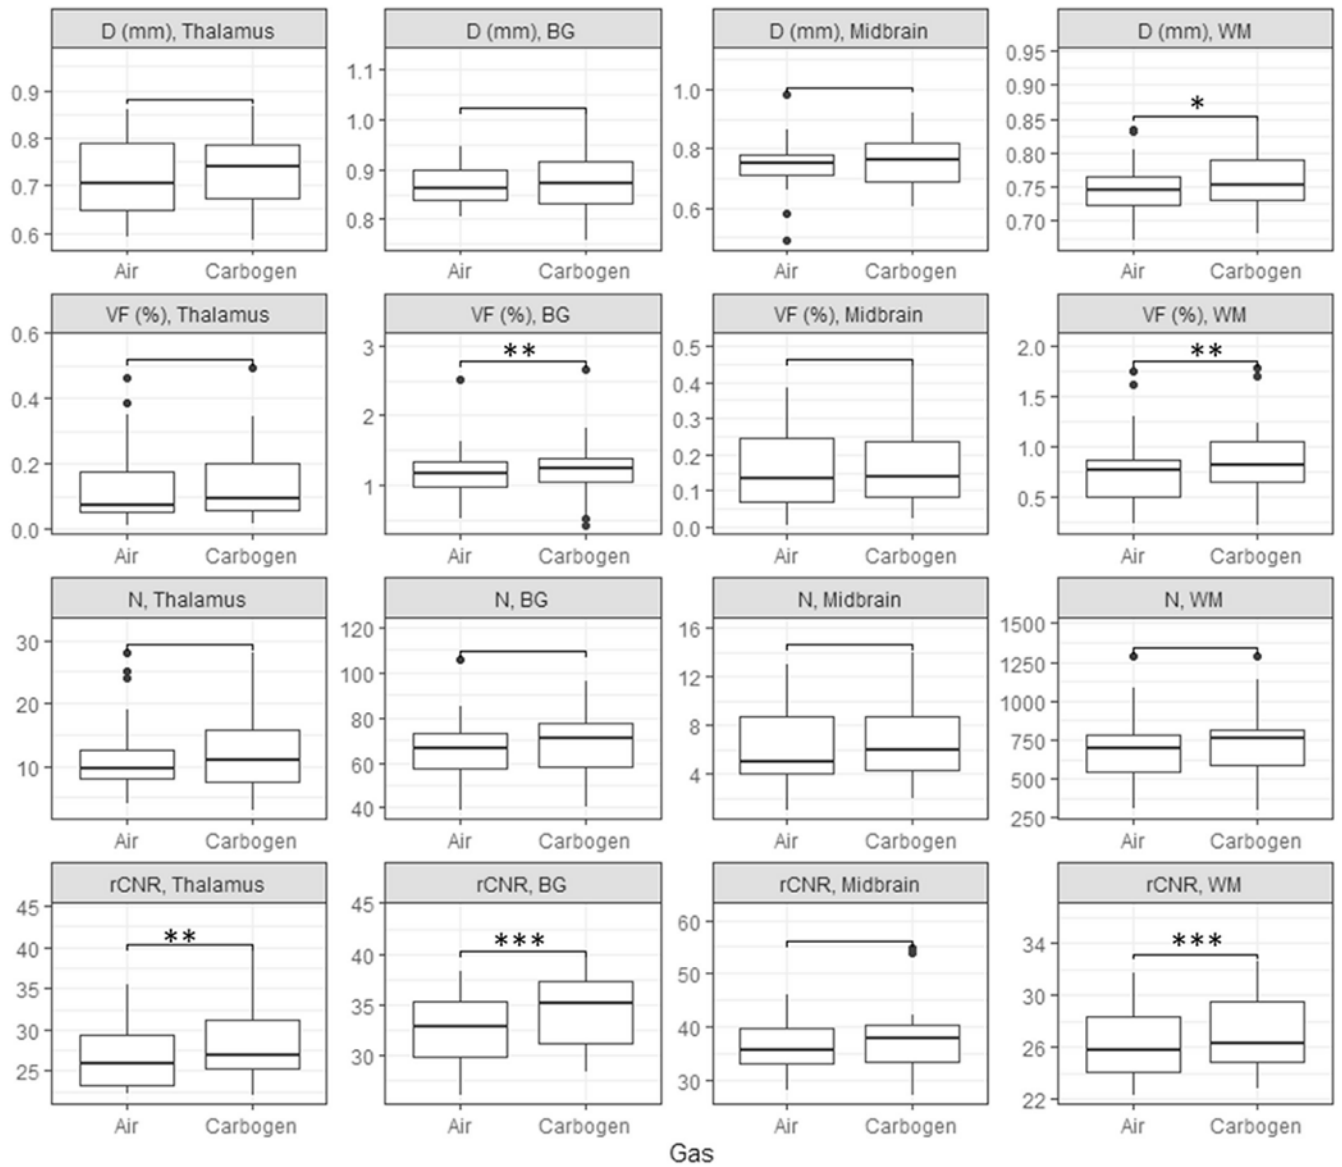 D (mm), Thalamus
D (mm), BG
D (mm), Midbrain
D (mm), WM
0.9
0.8
0.7
0.6
Air Carbogen
1.1
1.0
0.9
0.8
Air Carbogen
1.0
0.8
0.6
Air Carbogen
0.95
0.90
0.85
0.80
0.75
0.70
*
Air Carbogen
VF (%), Thalamus
VF (%), BG
VF (%), Midbrain
VF (%), WM
0.6
0.4
0.2
0.0
Air Carbogen
3
2
1
**
Air Carbogen
0.5
0.4
0.3
0.2
0.1
0.0
Air Carbogen
2.0
1.5
1.0
0.5
**
Air Carbogen
N, Thalamus
N, BG
N, Midbrain
N, WM
30
20
10
Air Carbogen
120
100
80
60
40
Air Carbogen
16
12
8
4
Air Carbogen
1500
1250
1000
750
500
250
Air Carbogen
rCNR, Thalamus
rCNR, BG
rCNR, Midbrain
rCNR, WM
45
40
35
30
25
**
Air Carbogen
45
40
35
30
***
Air Carbogen
60
50
40
30
Air Carbogen
34
30
26
22
***
Air Carbogen
Gas